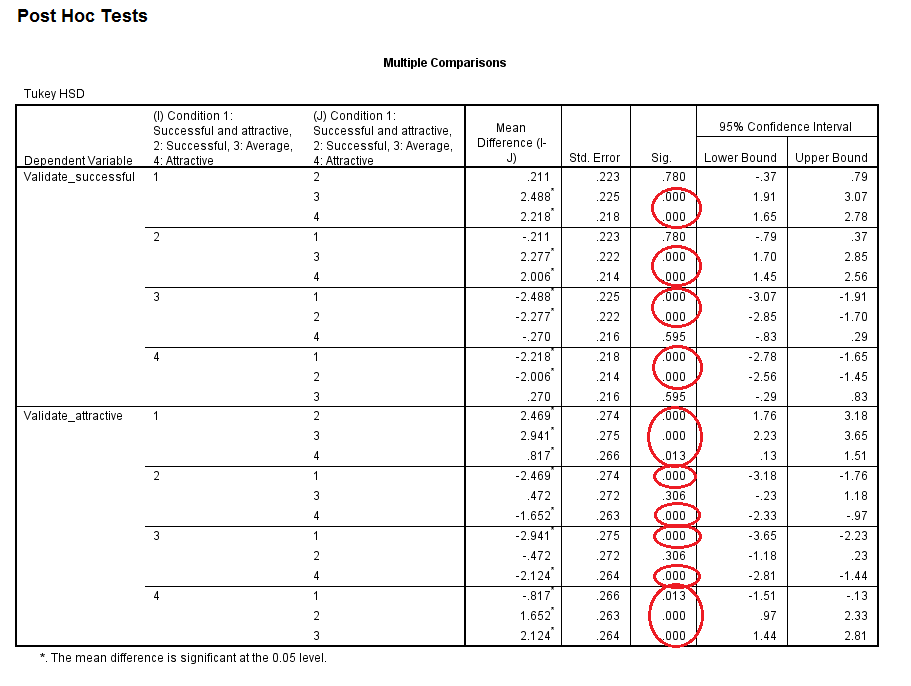 Post Hoc Tests
Multiple Comparisons
Tukey HSD
Dependent Variable (I) Condition 1: Successful and attractive, 2: Successful, 3: Average, 4: Attractive (J) Condition 1: Successful and attractive, 2: Successful, 3: Average, 4: Attractive Mean Difference (I-J) Std. Error Sig. 95% Confidence Interval
Lower Bound Upper Bound
Validate_successful 1 2 .211 .223 .780 -.37 .79
3 2.488* .225 .000 1.91 3.07
4 2.218* .218 .000 1.65 2.78
2 1 -.211 .223 .780 -.79 .37
3 2.277* .222 .000 1.70 2.85
4 2.006* .214 .000 1.45 2.56
3 1 -2.488* .225 .000 -3.07 -1.91
2 -2.277* .222 .000 -2.85 -1.70
4 -.270 .216 .595 -.83 .29
4 1 -2.218* .218 .000 -2.78 -1.65
2 -2.006* .214 .000 -2.56 -1.45
3 .270 .216 .595 -.29 .83
Validate_attractive 1 2 2.469* .274 .000 1.76 3.18
3 2.941* .275 .000 2.23 3.65
4 .817* .266 .013 .13 1.51
2 1 -2.469* .274 .000 -3.18 -1.76
3 .472 .272 .306 -.23 1.18
4 -1.652* .263 .000 -2.33 -.97
3 1 -2.941* .275 .000 -3.65 -2.23
2 -.472 .272 .306 -1.18 .23
4 -2.124* .264 .000 -2.81 -1.44
4 1 -.817* .266 .013 -1.51 -.13
2 1.652* .263 .000 .97 2.33
3 2.124* .264 .000 1.44 2.81
*. The mean difference is significant at the 0.05 level.